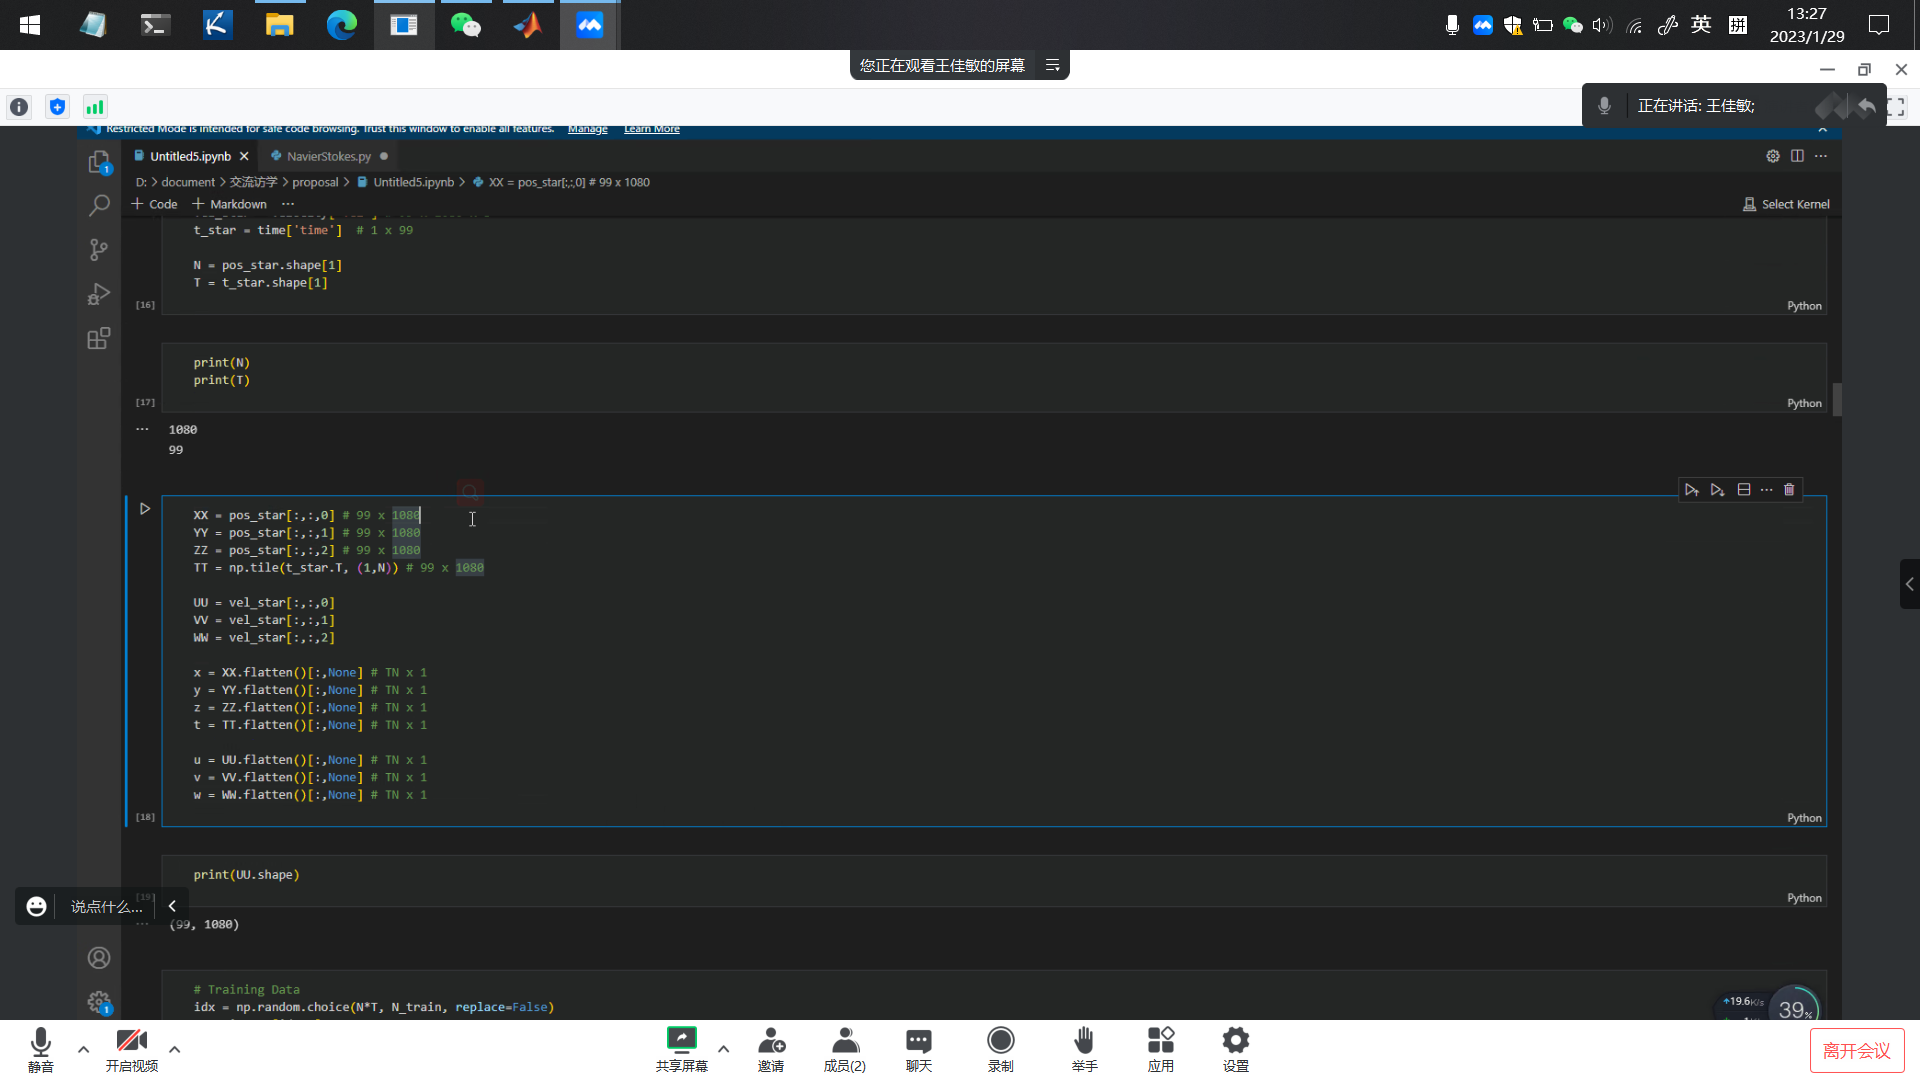 13:27
2023/1/29
英
拼
您正在观看王佳敏的屏幕
正在讲话: 王佳敏;
Restricted Mode is intended for safe code browsing. Trust this window to enable all features. Manage Learn More
Untitled5.ipynb
NavierStokes.py
D: > document > 交流访学 > proposal > Untitled5.ipynb > XX = pos_star[:,:,0] # 99 x 1080
+ Code + Markdown ...
Select Kernel
t_star = time['time'] # 1 x 99
N = pos_star.shape[1]
T = t_star.shape[1]
[16]
Python
print(N)
print(T)
[17]
Python
1080
99
XX = pos_star[:,:,0] # 99 x 1080
YY = pos_star[:,:,1] # 99 x 1080
ZZ = pos_star[:,:,2] # 99 x 1080
TT = np.tile(t_star.T, (1,N)) # 99 x 1080
UU = vel_star[:,:,0]
VV = vel_star[:,:,1]
WW = vel_star[:,:,2]
x = XX.flatten()[:,None] # TN x 1
y = YY.flatten()[:,None] # TN x 1
z = ZZ.flatten()[:,None] # TN x 1
t = TT.flatten()[:,None] # TN x 1
u = UU.flatten()[:,None] # TN x 1
v = VV.flatten()[:,None] # TN x 1
w = WW.flatten()[:,None] # TN x 1
[18]
Python
print(UU.shape)
[19]
Python
说点什么...
(99, 1080)
# Training Data
idx = np.random.choice(N*T, N_train, replace=False)
19.6K/s
39%
静音
开启视频
共享屏幕
邀请
成员(2)
聊天
录制
举手
应用
设置
离开会议